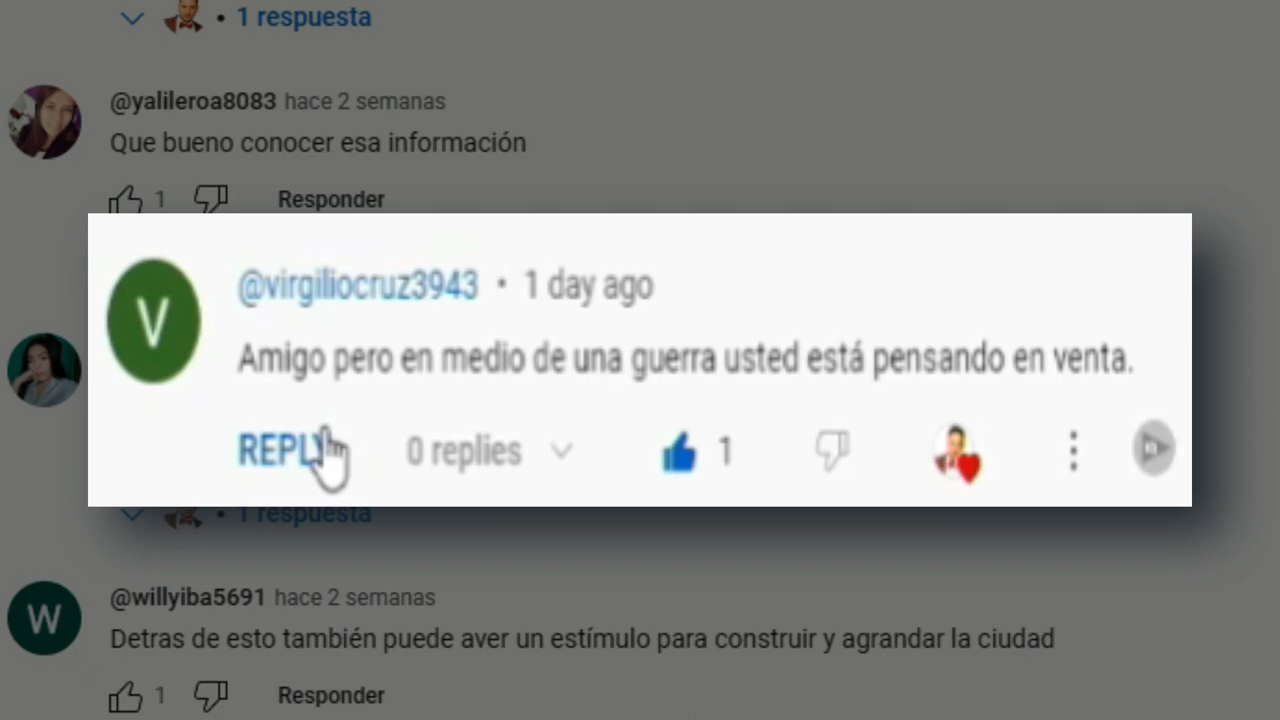 • 1 respuesta
@yalileroa8083 hace 2 semanas
Que bueno conocer esa información
1 Responder
V
@virgiliocruz3943 • 1 day ago
Amigo pero en medio de una guerra usted está pensando en venta.
REPLY 0 replies 1
• 1 respuesta
W
@willyiba5691 hace 2 semanas
Detras de esto también puede aver un estímulo para construir y agrandar la ciudad
1 Responder